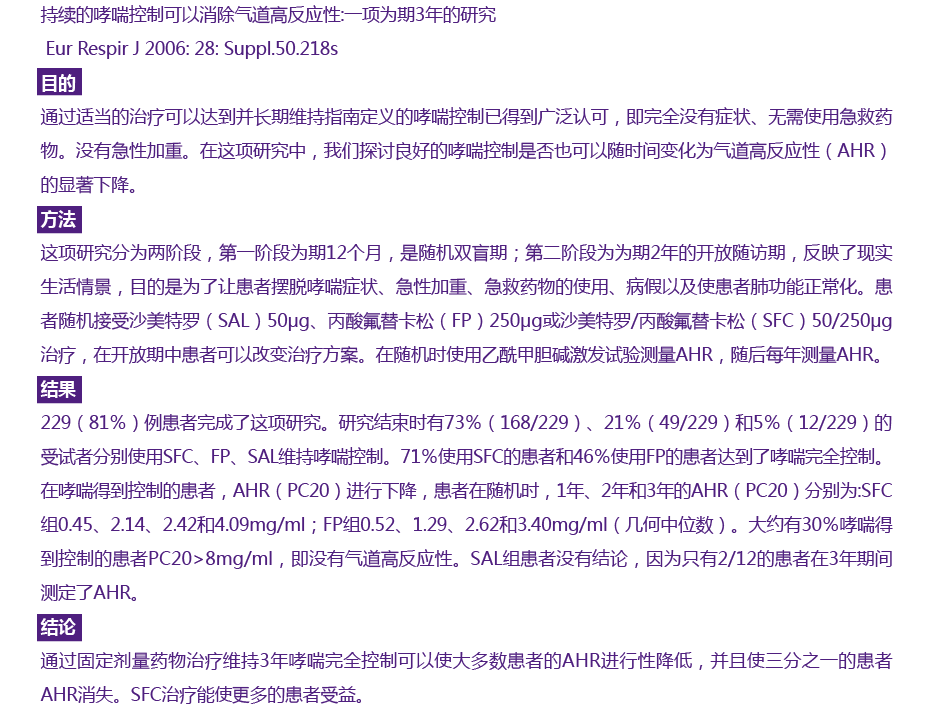 持续的哮喘控制可以消除气道高反应性:一项为期3年的研究
Eur Respir J 2006: 28: Suppl.50.218s
目的
通过适当的治疗可以达到并长期维持指南定义的哮喘控制已得到广泛认可，即完全没有症状、无需使用急救药
物。没有急性加重。在这项研究中，我们探讨良好的哮喘控制是否也可以随时间变化为气道高反应性（AHR）
的显著下降。
方法
这项研究分为两阶段，第一阶段为期12个月，是随机双盲期；第二阶段为为期2年的开放随访期，反映了现实
生活情景，目的是为了让患者摆脱哮喘症状、急性加重、急救药物的使用、病假以及使患者肺功能正常化。患
者随机接受沙美特罗（SAL）50μg、丙酸氟替卡松（FP）250μg或沙美特罗/丙酸氟替卡松（SFC）50/250μg
治疗，在开放期中患者可以改变治疗方案。在随机时使用乙酰甲胆碱激发试验测量AHR，随后每年测量AHR。
结果
229（81%）例患者完成了这项研究。研究结束时有73%（168/229）、21%（49/229）和5%（12/229）的
受试者分别使用SFC、FP、SAL维持哮喘控制。71%使用SFC的患者和46%使用FP的患者达到了哮喘完全控制。
在哮喘得到控制的患者，AHR（PC20）进行下降，患者在随机时，1年、2年和3年的AHR（PC20）分别为:SFC
组0.45、2.14、2.42和4.09mg/ml；FP组0.52、1.29、2.62和3.40mg/ml（几何中位数）。大约有30%哮喘得
到控制的患者PC20>8mg/ml，即没有气道高反应性。SAL组患者没有结论，因为只有2/12的患者在3年期间
测定了AHR。
结论
通过固定剂量药物治疗维持3年哮喘完全控制可以使大多数患者的AHR进行性降低，并且使三分之一的患者
AHR消失。SFC治疗能使更多的患者受益。